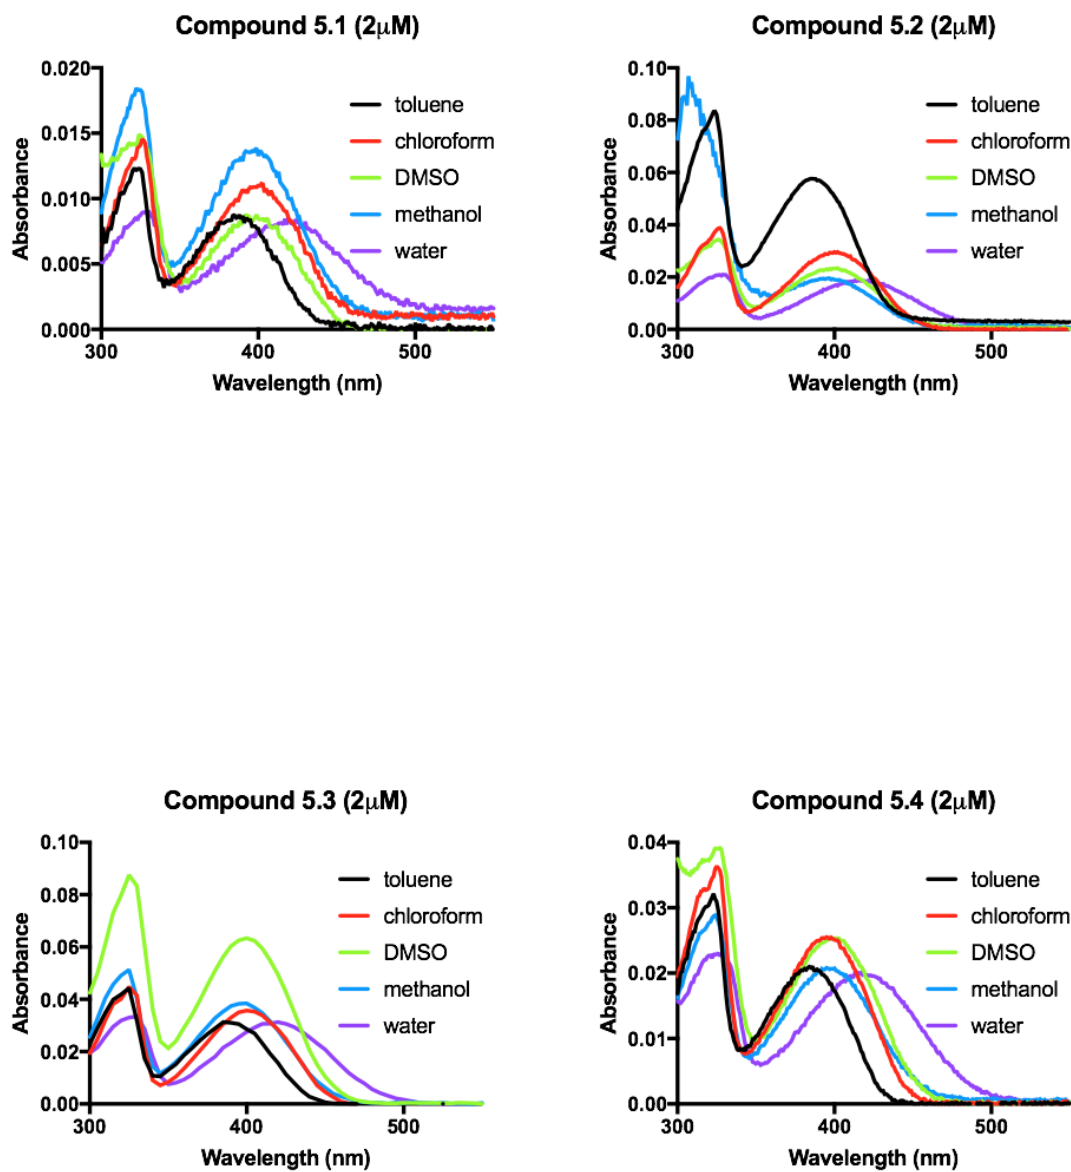 Compound 5.1 (2μM)
0.020
0.015
0.010
0.005
0.000
Absorbance
300
400
500
Wavelength (nm)
toluene
chloroform
DMSO
methanol
water
Compound 5.2 (2μM)
0.10
0.08
0.06
0.04
0.02
0.00
Absorbance
300
400
500
Wavelength (nm)
toluene
chloroform
DMSO
methanol
water
Compound 5.3 (2μM)
0.10
0.08
0.06
0.04
0.02
0.00
Absorbance
300
400
500
Wavelength (nm)
toluene
chloroform
DMSO
methanol
water
Compound 5.4 (2μM)
0.04
0.03
0.02
0.01
0.00
Absorbance
300
400
500
Wavelength (nm)
toluene
chloroform
DMSO
methanol
water